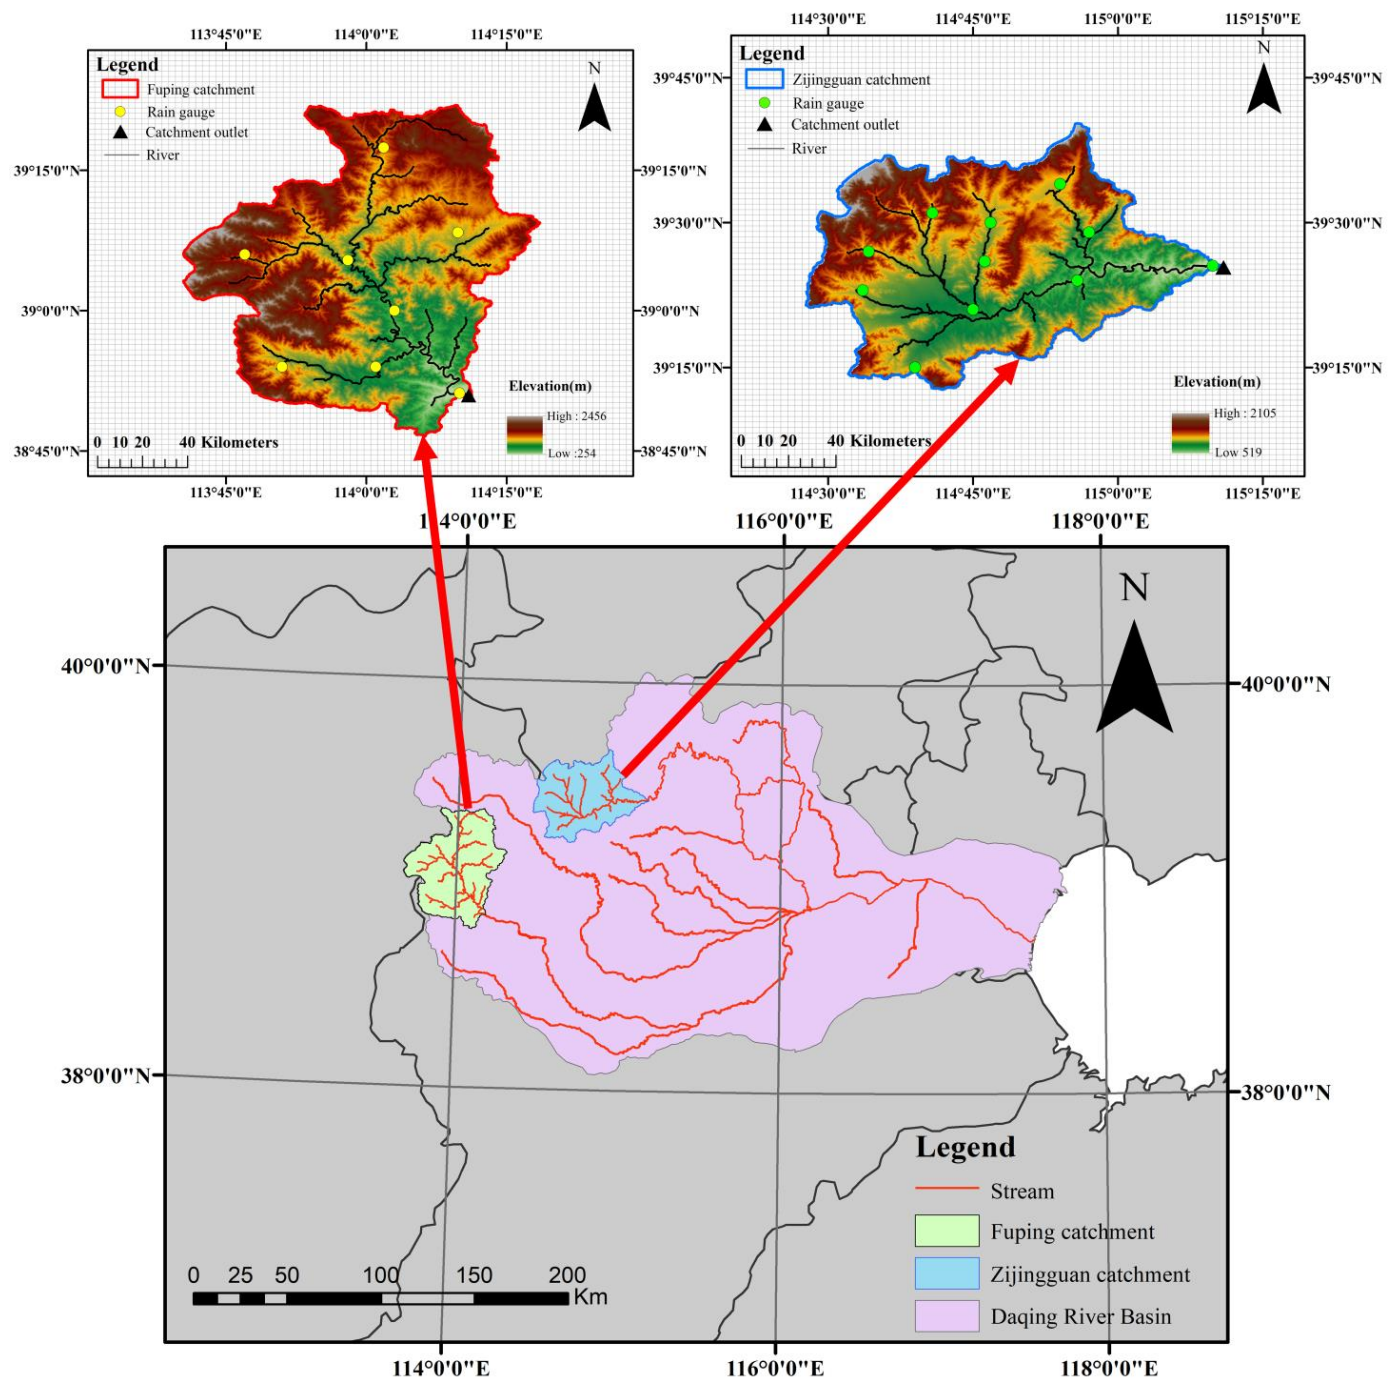 113°45'0"E 114°0'0"E 114°15'0"E
Legend
Fuping catchment
Rain gauge
Catchment outlet
River
N
39°15'0"N
39°0'0"N
38°45'0"N
Elevation(m)
High : 2456
Low :254
0 10 20 40 Kilometers
113°45'0"E 114°0'0"E 114°15'0"E
114°30'0"E 114°45'0"E 115°0'0"E 115°15'0"E
Legend
Zijingguan catchment
Rain gauge
Catchment outlet
River
N
39°45'0"N 39°45'0"N
39°30'0"N 39°30'0"N
39°15'0"N 39°15'0"N
Elevation(m)
High : 2105
Low 519
0 10 20 40 Kilometers
114°30'0"E 114°45'0"E 115°0'0"E 115°15'0"E
114°0'0"E 116°0'0"E 118°0'0"E
N
40°0'0"N 40°0'0"N
38°0'0"N 38°0'0"N
Legend
Stream
Fuping catchment
Zijingguan catchment
Daqing River Basin
0 25 50 100 150 200
Km
114°0'0"E 116°0'0"E 118°0'0"E